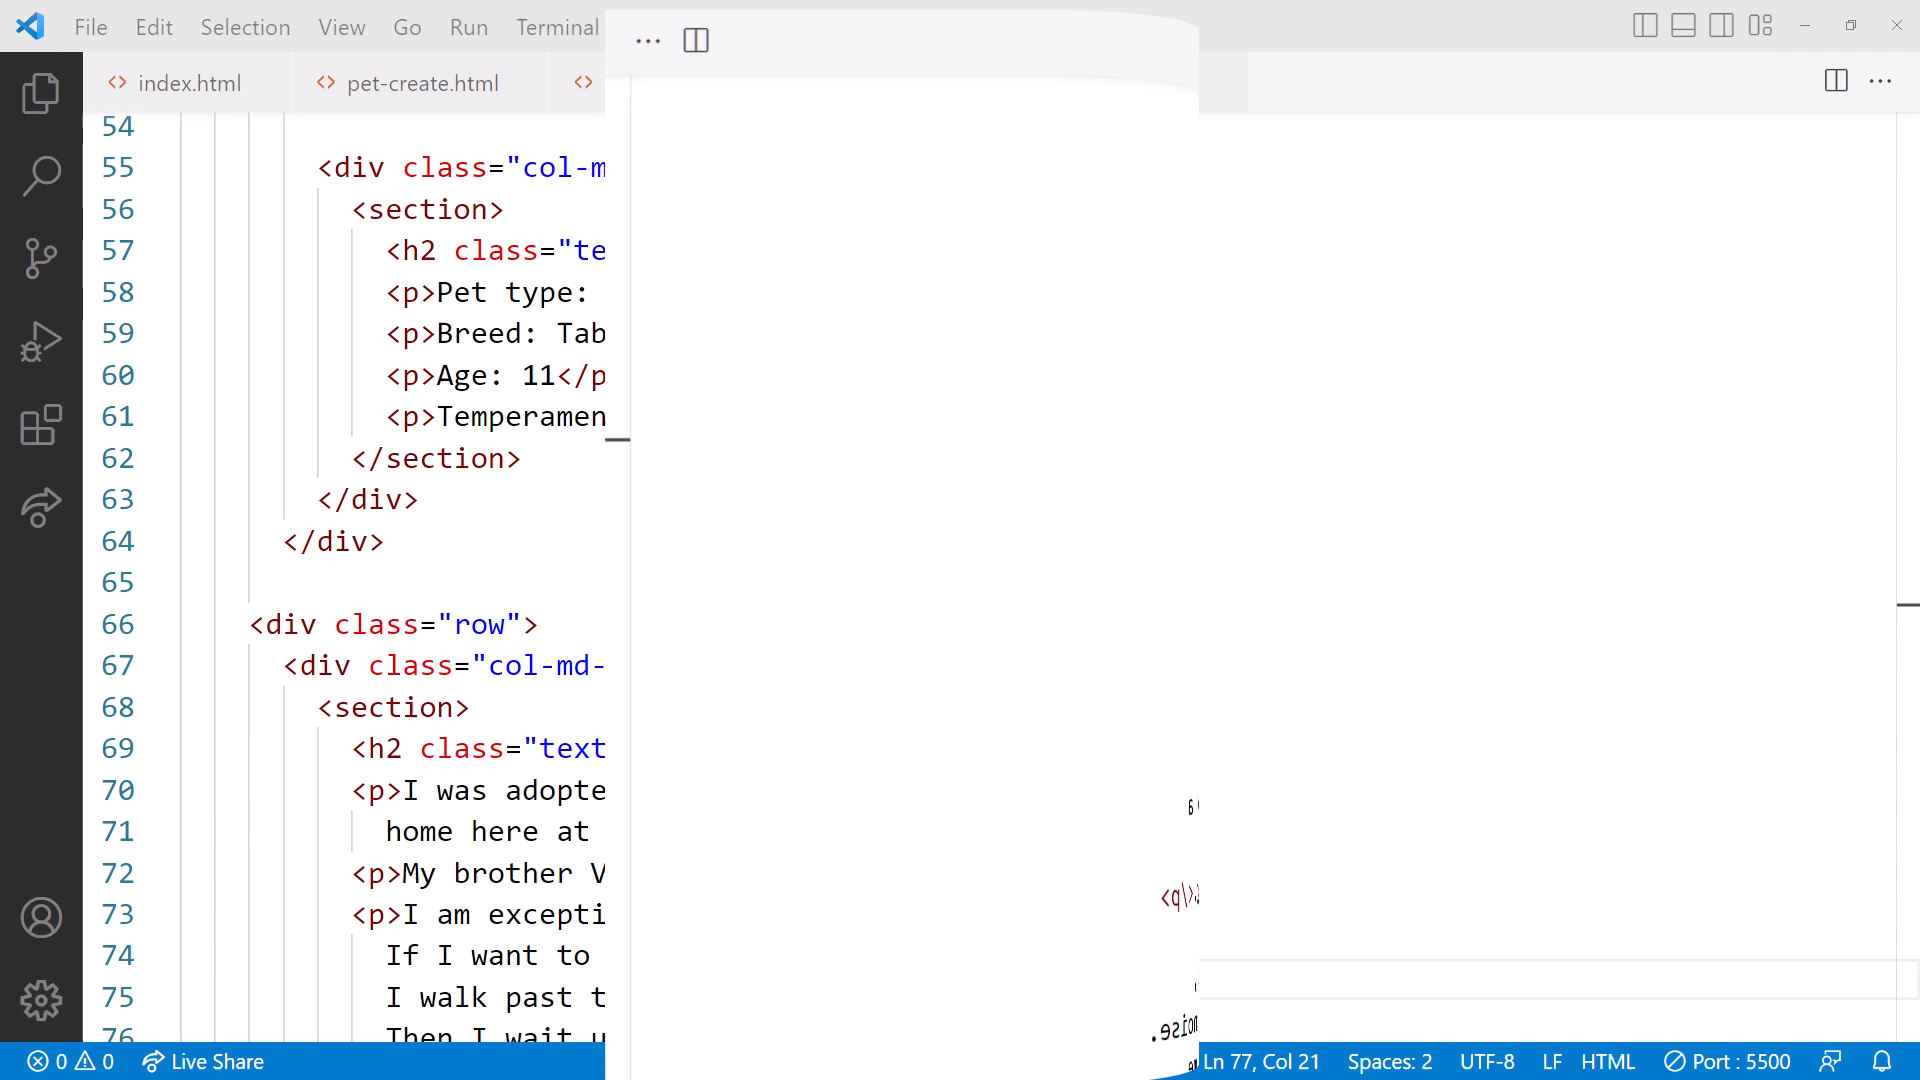 File Edit Selection View Go Run Terminal
index.html pet-create.html
54
55 <div class="col-m
56 <section>
57 <h2 class="te
58 <p>Pet type:
59 <p>Breed: Tab
60 <p>Age: 11</p
61 <p>Temperamen
62 </section>
63 </div>
64 </div>
65
66 <div class="row">
67 <div class="col-md-
68 <section>
69 <h2 class="text
70 <p>I was adopte
71 home here at
72 <p>My brother V
73 <p>I am excepti
74 If I want to
75 I walk past t
76 Then I wait u
a
</p>
noise.
0 0 Live Share Ln 77, Col 21 Spaces: 2 UTF-8 LF HTML Port : 5500